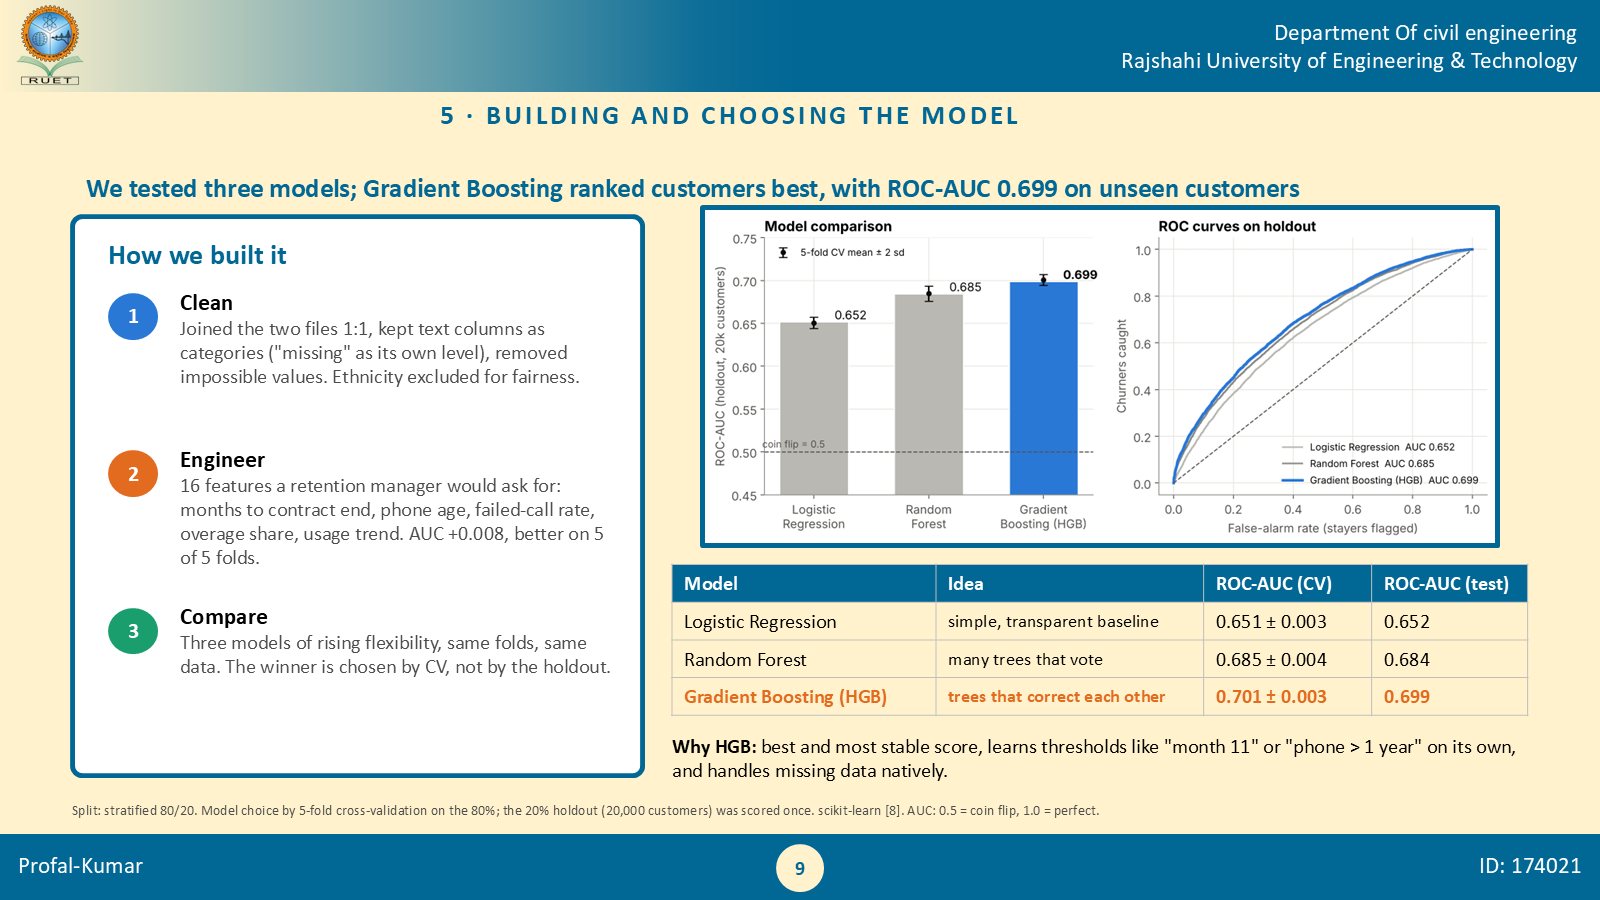 RUET
Department Of civil engineering
Rajshahi University of Engineering & Technology
5 · BUILDING AND CHOOSING THE MODEL
We tested three models; Gradient Boosting ranked customers best, with ROC-AUC 0.699 on unseen customers
How we built it
1
Clean
Joined the two files 1:1, kept text columns as
categories ("missing" as its own level), removed
impossible values. Ethnicity excluded for fairness.
2
Engineer
16 features a retention manager would ask for:
months to contract end, phone age, failed-call rate,
overage share, usage trend. AUC +0.008, better on 5
of 5 folds.
3
Compare
Three models of rising flexibility, same folds, same
data. The winner is chosen by CV, not by the holdout.
Model comparison
5-fold CV mean ± 2 sd
ROC-AUC (holdout, 20k customers)
0.75
0.70
0.65
0.60
0.55
0.50
0.45
0.652
0.685
0.699
coin flip = 0.5
Logistic
Regression
Random
Forest
Gradient
Boosting (HGB)
ROC curves on holdout
Churners caught
1.0
0.8
0.6
0.4
0.2
0.0
Logistic Regression AUC 0.652
Random Forest AUC 0.685
Gradient Boosting (HGB) AUC 0.699
0.0 0.2 0.4 0.6 0.8 1.0
False-alarm rate (stayers flagged)
Model Idea ROC-AUC (CV) ROC-AUC (test)
Logistic Regression simple, transparent baseline 0.651 ± 0.003 0.652
Random Forest many trees that vote 0.685 ± 0.004 0.684
Gradient Boosting (HGB) trees that correct each other 0.701 ± 0.003 0.699
Why HGB: best and most stable score, learns thresholds like "month 11" or "phone > 1 year" on its own,
and handles missing data natively.
Split: stratified 80/20. Model choice by 5-fold cross-validation on the 80%; the 20% holdout (20,000 customers) was scored once. scikit-learn [8]. AUC: 0.5 = coin flip, 1.0 = perfect.
Profal-Kumar
9
ID: 174021